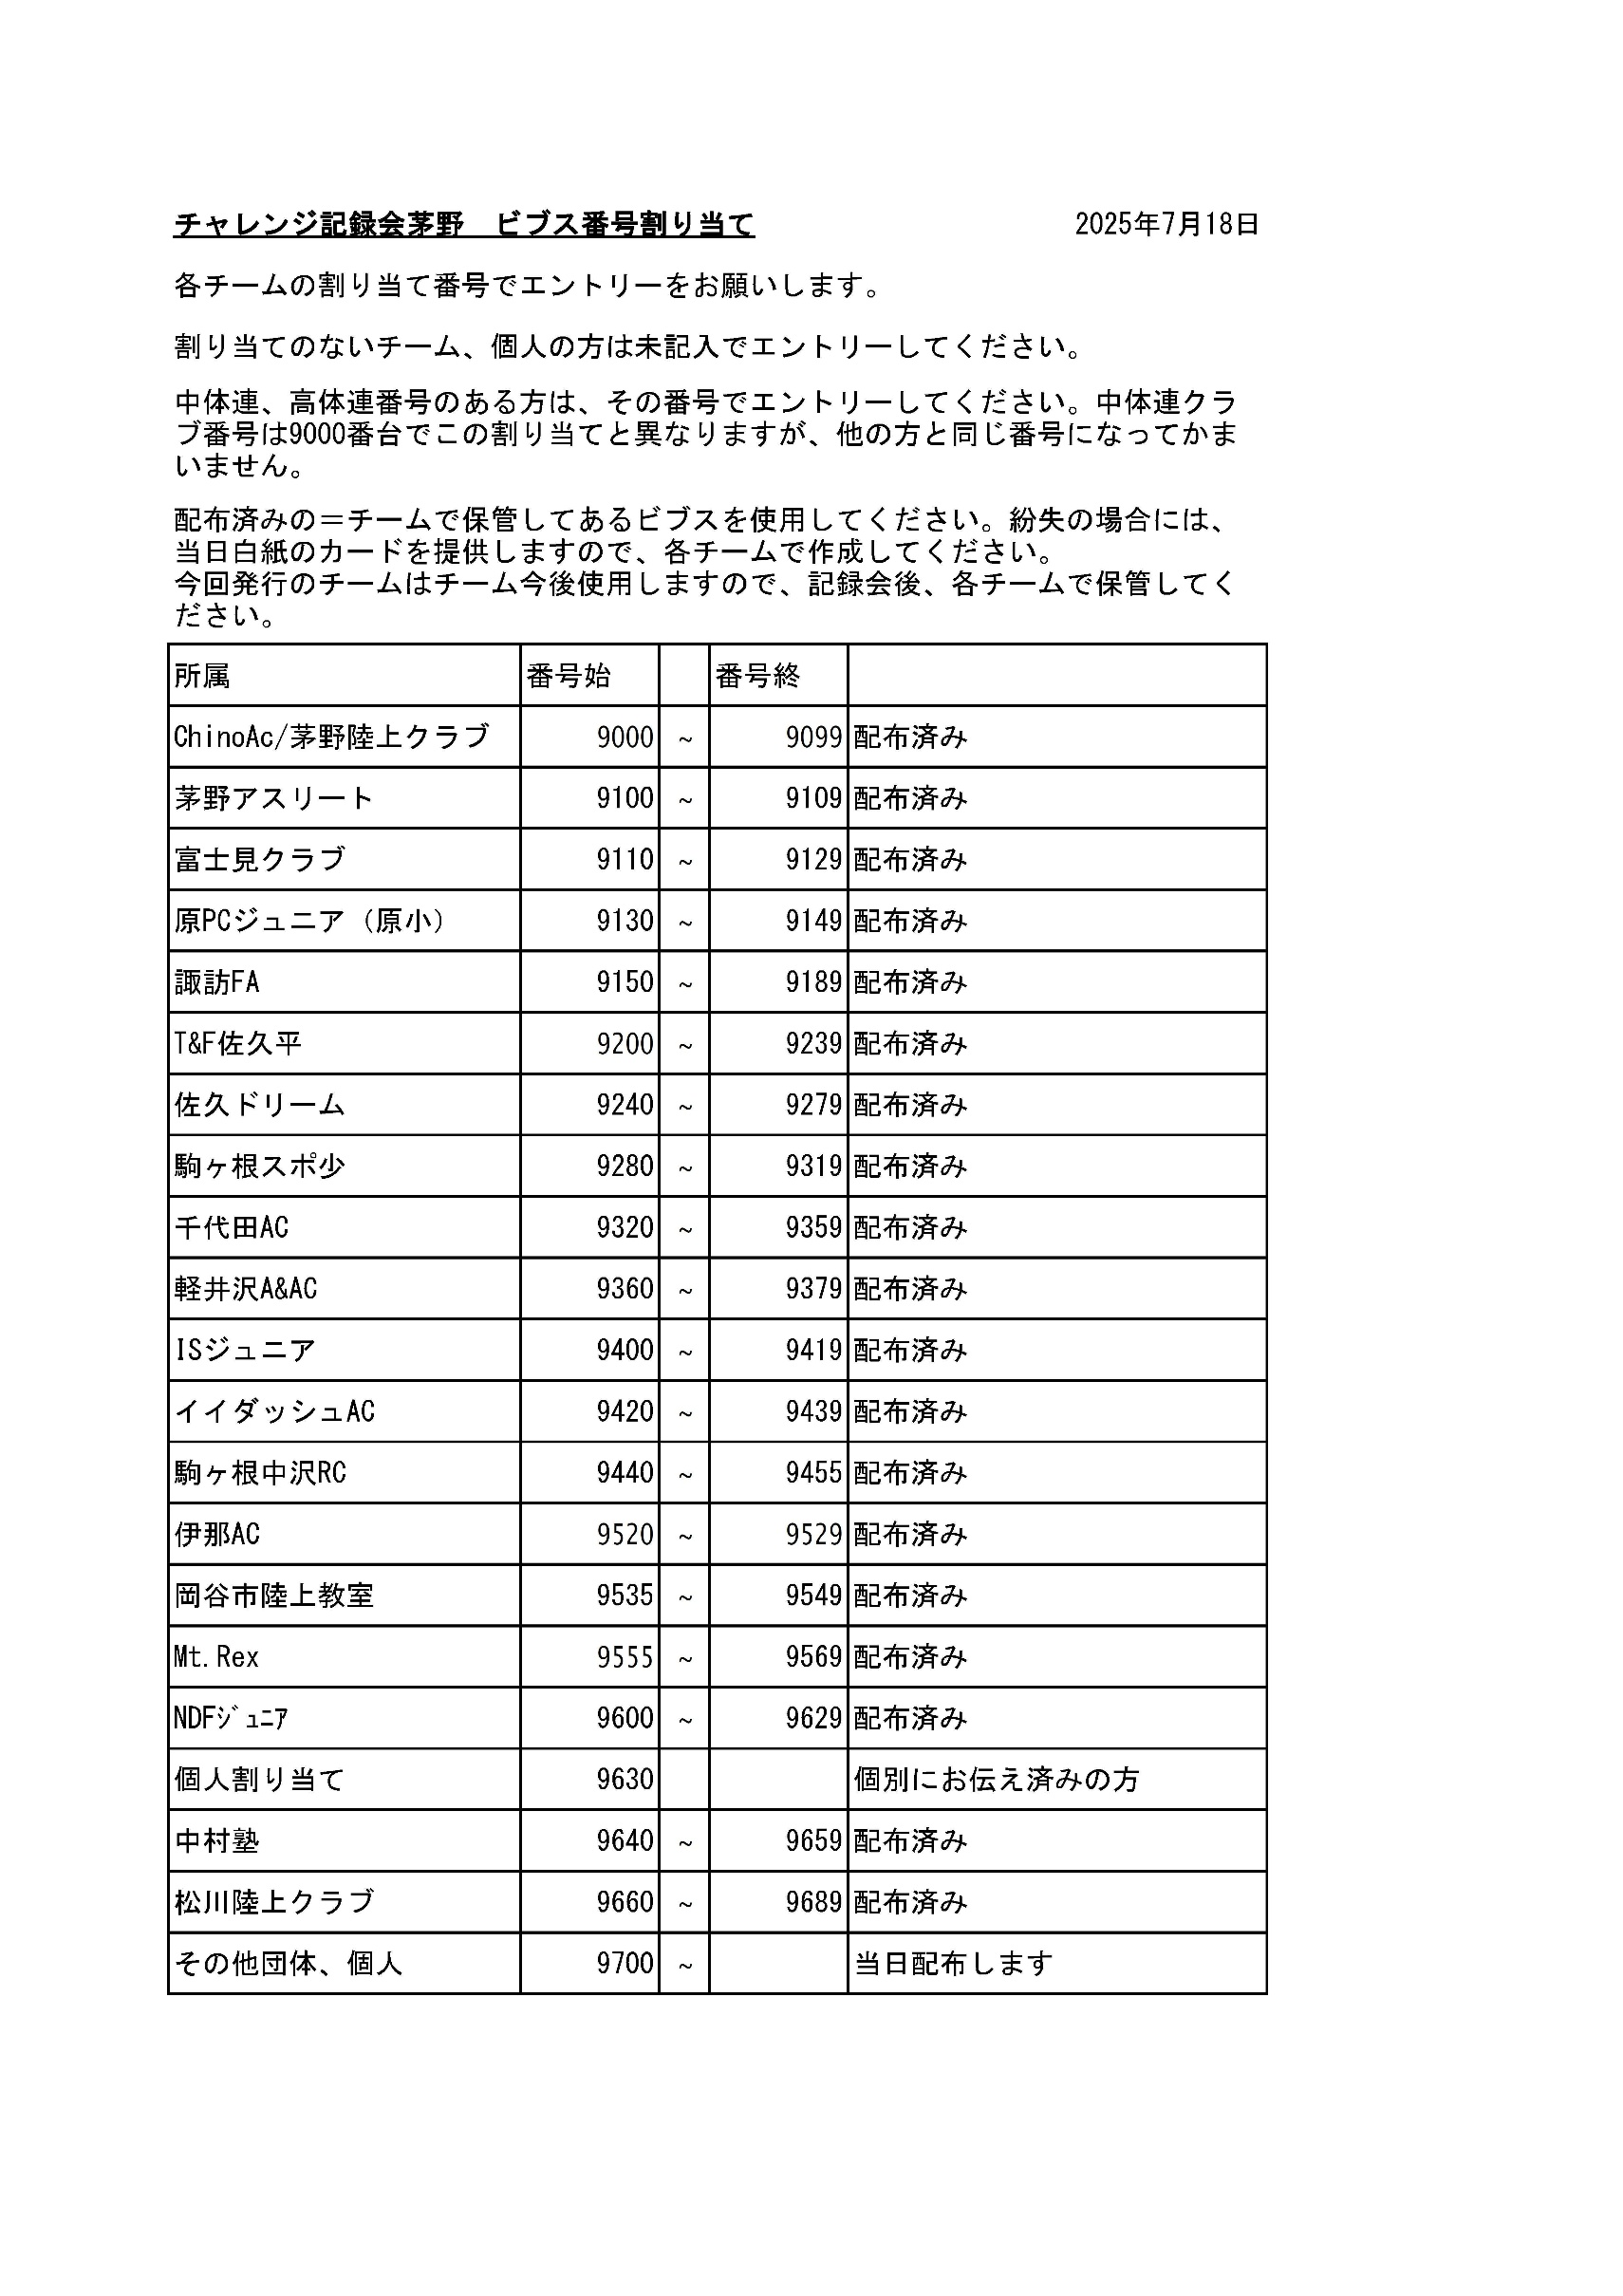 チャレンジ記録会茅野　ビブス番号割り当て 2025年7月18日
各チームの割り当て番号でエントリーをお願いします。
割り当てのないチーム、個人の方は未記入でエントリーしてください。
中体連、高体連番号のある方は、その番号でエントリーしてください。中体連クラ
ブ番号は9000番台でこの割り当てと異なりますが、他の方と同じ番号になってかま
いません。
配布済みの＝チームで保管してあるビブスを使用してください。紛失の場合には、
当日白紙のカードを提供しますので、各チームで作成してください。
今回発行のチームはチーム今後使用しますので、記録会後、各チームで保管してく
ださい。
所属 番号始 番号終
ChinoAc/茅野陸上クラブ 9000 ~ 9099 配布済み
茅野アスリート 9100 ~ 9109 配布済み
富士見クラブ 9110 ~ 9129 配布済み
原PCジュニア（原小） 9130 ~ 9149 配布済み
諏訪FA 9150 ~ 9189 配布済み
T&F佐久平 9200 ~ 9239 配布済み
佐久ドリーム 9240 ~ 9279 配布済み
駒ヶ根スポ少 9280 ~ 9319 配布済み
千代田AC 9320 ~ 9359 配布済み
軽井沢A&AC 9360 ~ 9379 配布済み
ISジュニア 9400 ~ 9419 配布済み
イイダッシュAC 9420 ~ 9439 配布済み
駒ヶ根中沢RC 9440 ~ 9455 配布済み
伊那AC 9520 ~ 9529 配布済み
岡谷市陸上教室 9535 ~ 9549 配布済み
Mt.Rex 9555 ~ 9569 配布済み
NDFｼﾞｭﾆｱ 9600 ~ 9629 配布済み
個人割り当て 9630 個別にお伝え済みの方
中村塾 9640 ~ 9659 配布済み
松川陸上クラブ 9660 ~ 9689 配布済み
その他団体、個人 9700 ~ 当日配布します